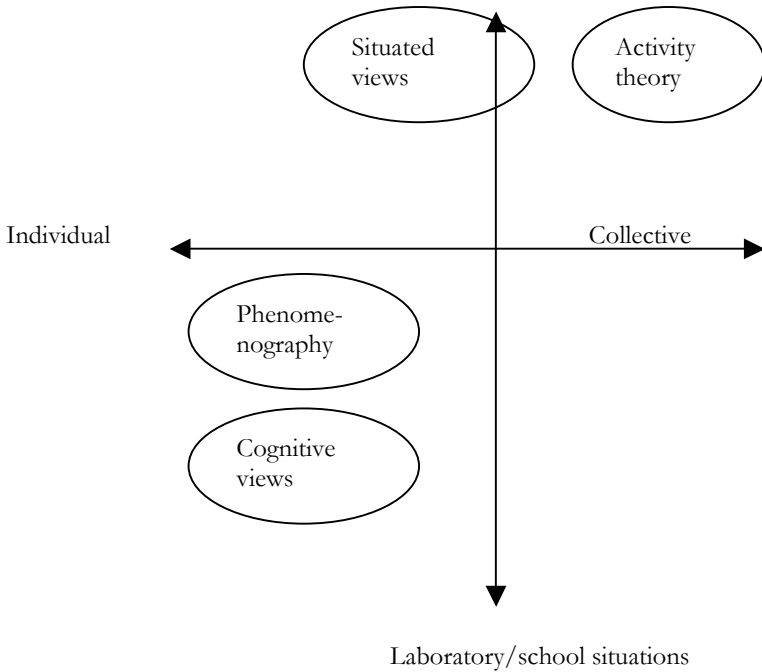 Situated
views
Activity
theory
Individual
Collective
Phenome-
nography
Cognitive
views
Laboratory/school situations